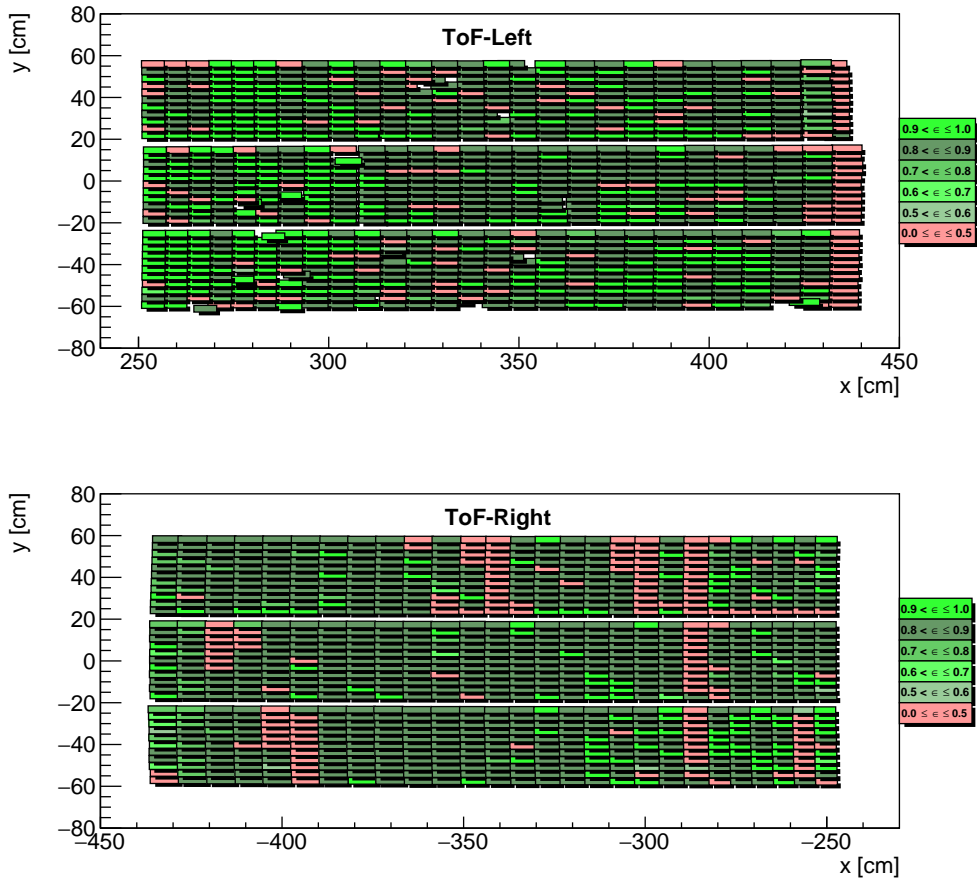 y [cm]
ToF-Left
80
60
40
20
0
−20
−40
−60
−80
250
300
350
400
450
x [cm]
0.9 < ϵ ≤ 1.0
0.8 < ϵ ≤ 0.9
0.7 < ϵ ≤ 0.8
0.6 < ϵ ≤ 0.7
0.5 < ϵ ≤ 0.6
0.0 ≤ ϵ ≤ 0.5
y [cm]
ToF-Right
80
60
40
20
0
−20
−40
−60
−80
−450
−400
−350
−300
−250
x [cm]
0.9 < ϵ ≤ 1.0
0.8 < ϵ ≤ 0.9
0.7 < ϵ ≤ 0.8
0.6 < ϵ ≤ 0.7
0.5 < ϵ ≤ 0.6
0.0 ≤ ϵ ≤ 0.5